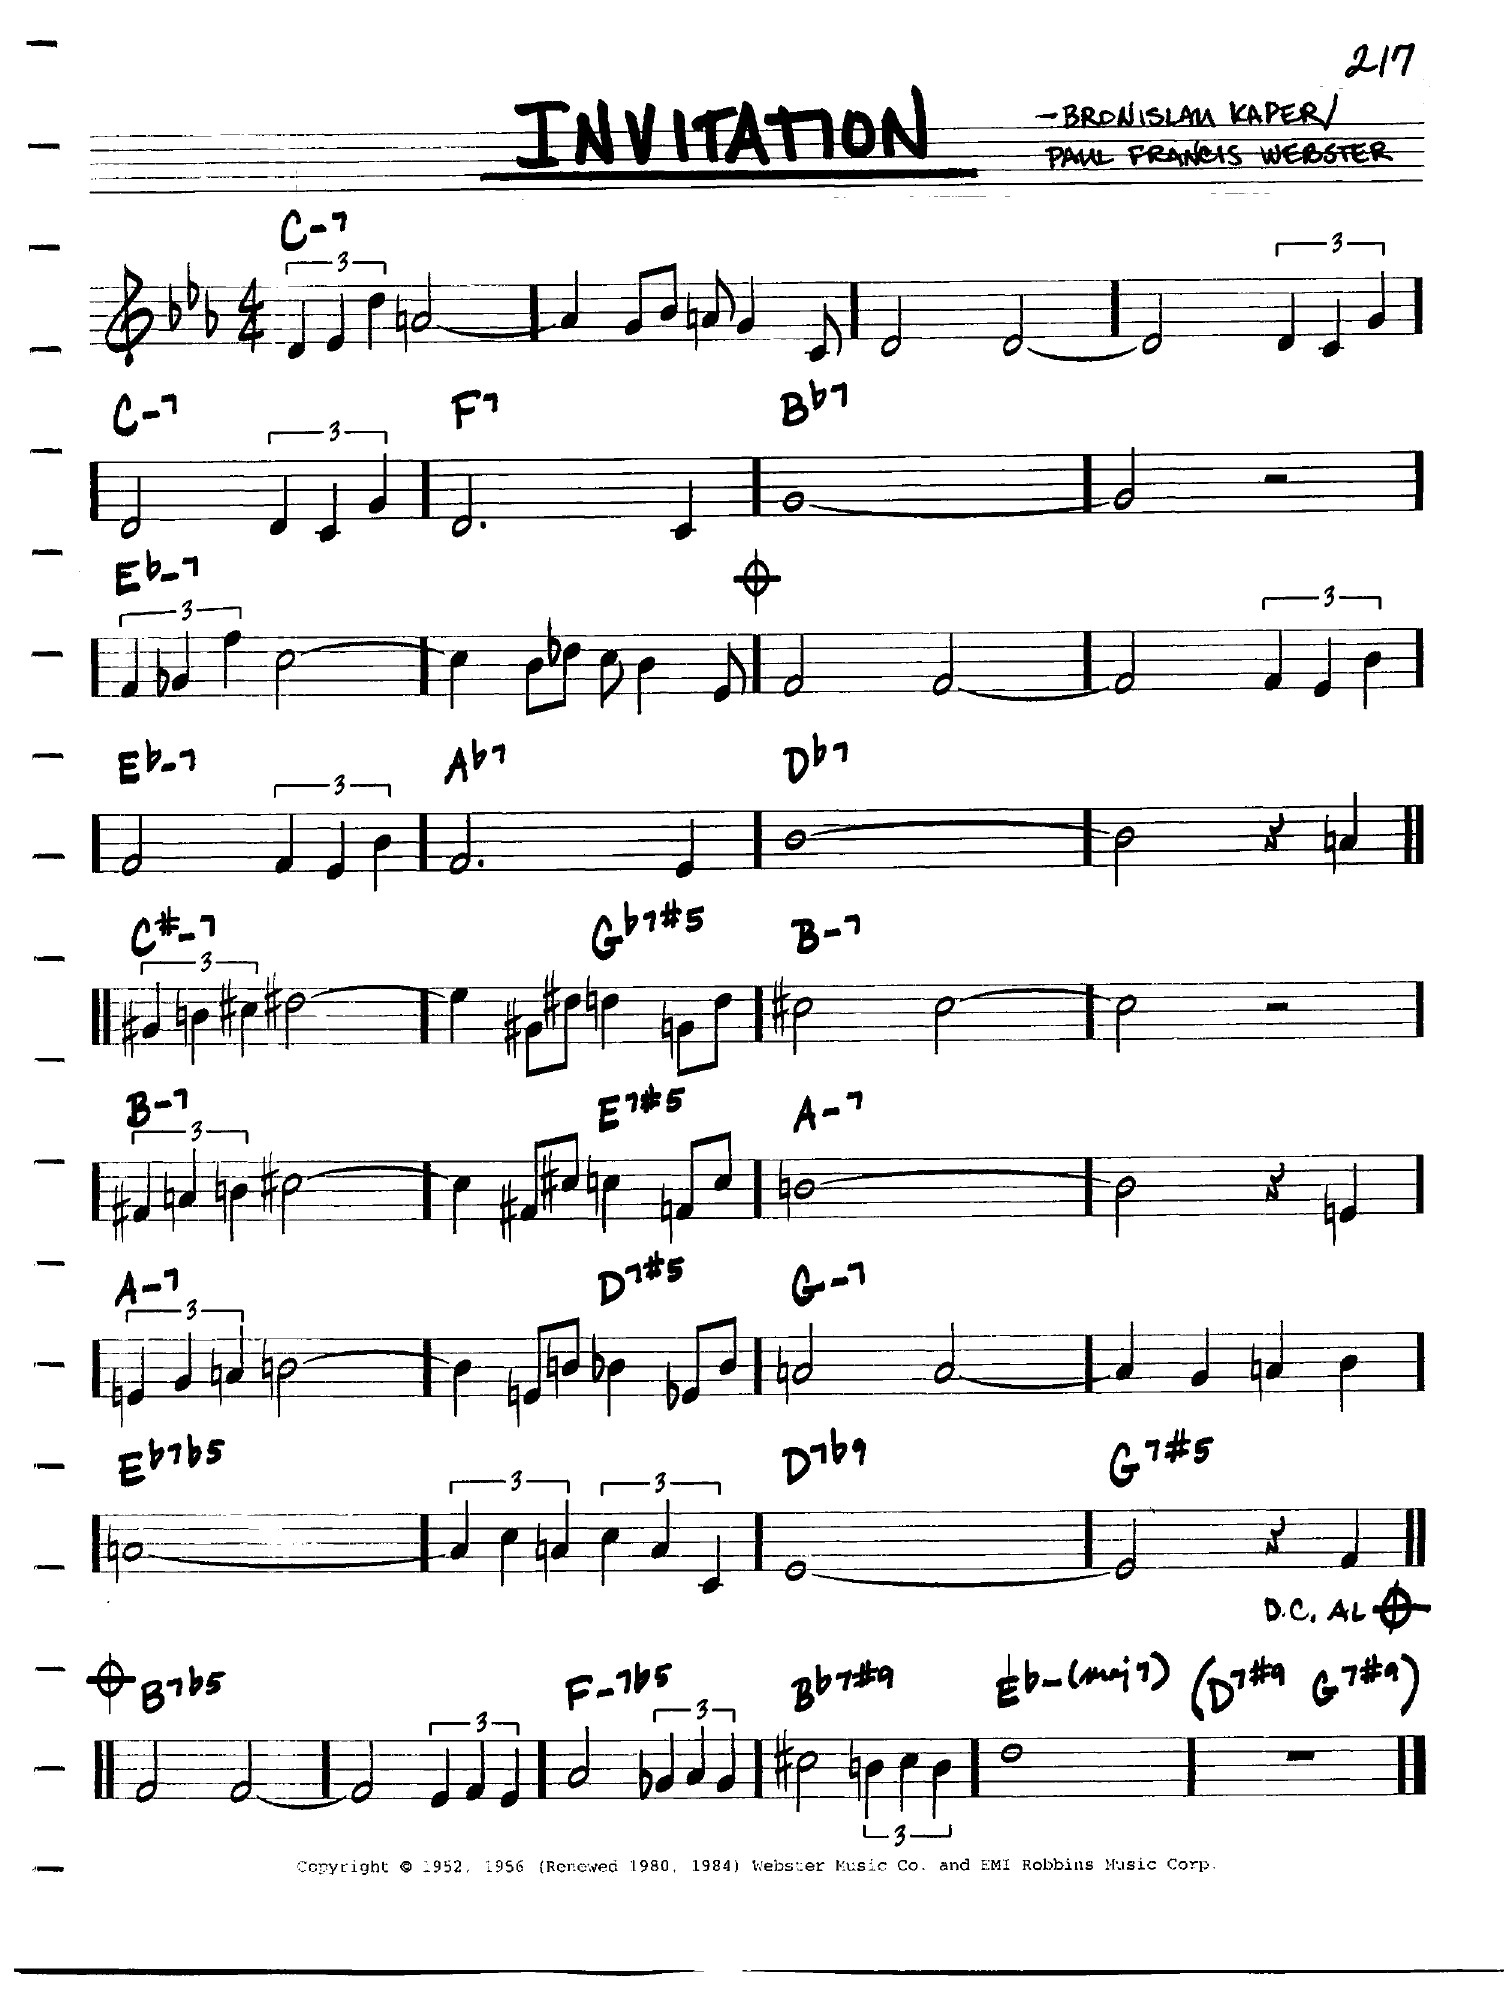 217
INVITATION
-BRONISLAU KAPER/
PAUL FRANCIS WEBSTER
C-7
3 3
4
4
C-7 F7 B♭7
3
E♭-7
3 3
E♭-7 A♭7 D♭7
3
C#-7 G♭7#5 B-7
3
B-7 E7#5 A-7
3
A-7 D7#5 G-7
3
E♭7♭5 D7♭9 G7#5
3 3
D.C. AL
B7♭5 F-7♭5 B♭7#9 E♭-(maj7) (D7#9 G7#9)
3 3
3
Copyright © 1952, 1956 (Renewed 1980, 1984) Webster Music Co. and EMI Robbins Music Corp.